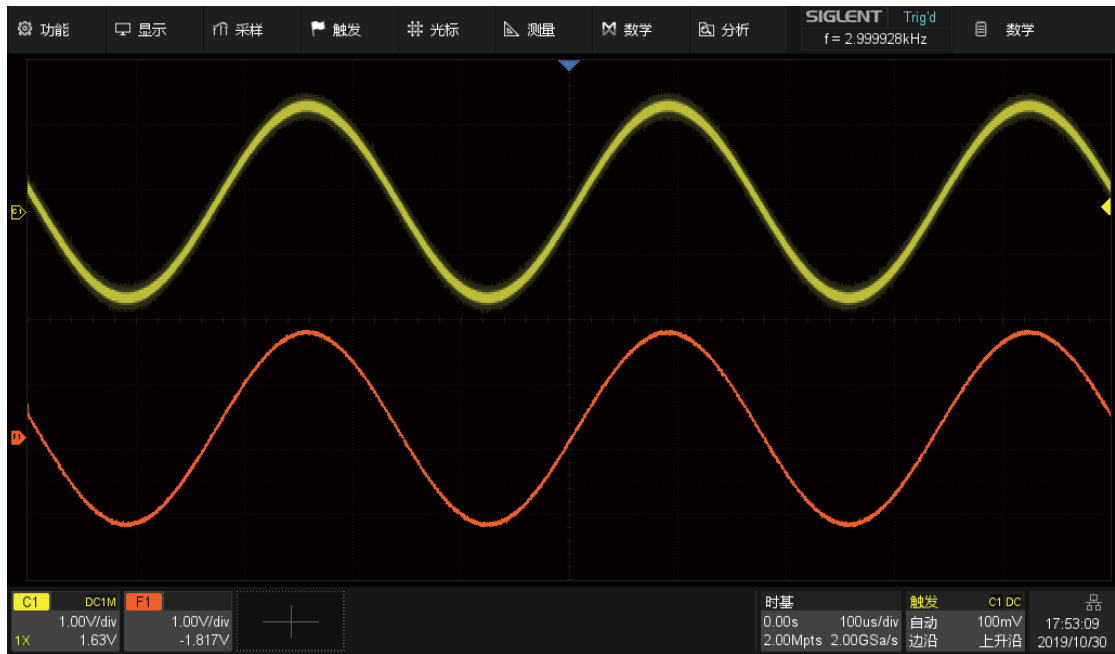 功能 显示 采样 触发 光标 测量 数学 分析 SIGLENT Trig'd 数学
f = 2.999928kHz
C1
F1
C1 DC1M F1 时基 触发 C1 DC
1.00V/div 1.00V/div 0.00s 100us/div 自动 100mV 17:53:09
1X 1.63V -1.817V 2.00Mpts 2.00GSa/s 边沿 上升沿 2019/10/30